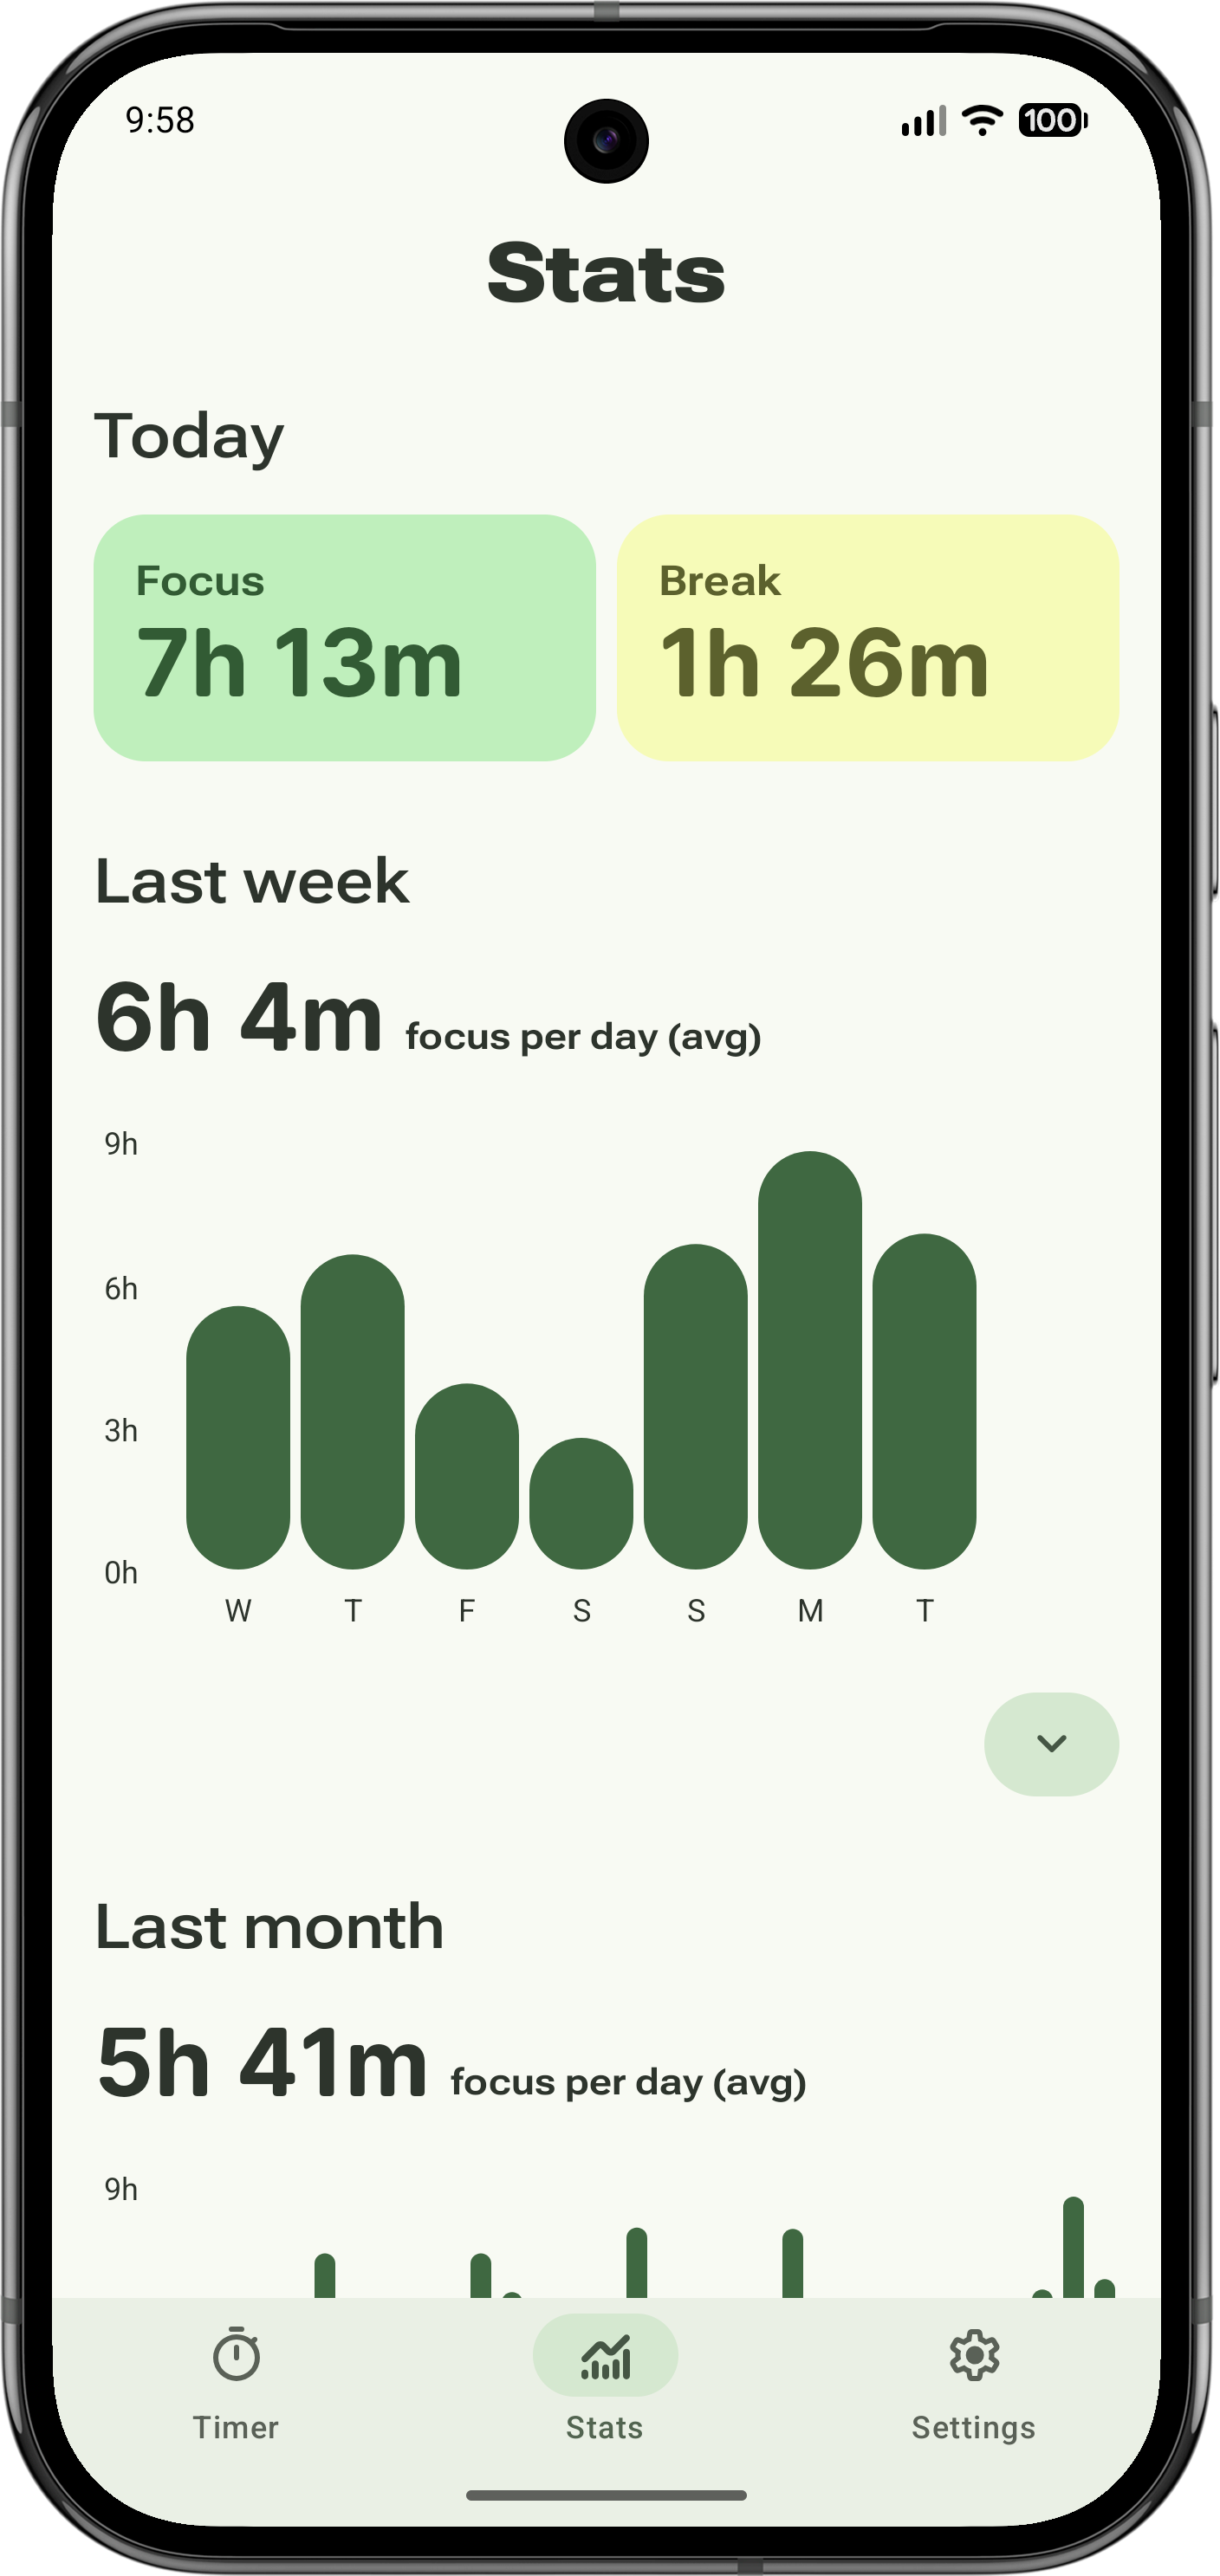 9:58
100
Stats
Today
Focus
7h 13m
Break
1h 26m
Last week
6h 4m focus per day (avg)
9h
6h
3h
0h
W T F S S M T
Last month
5h 41m focus per day (avg)
9h
Timer Stats Settings